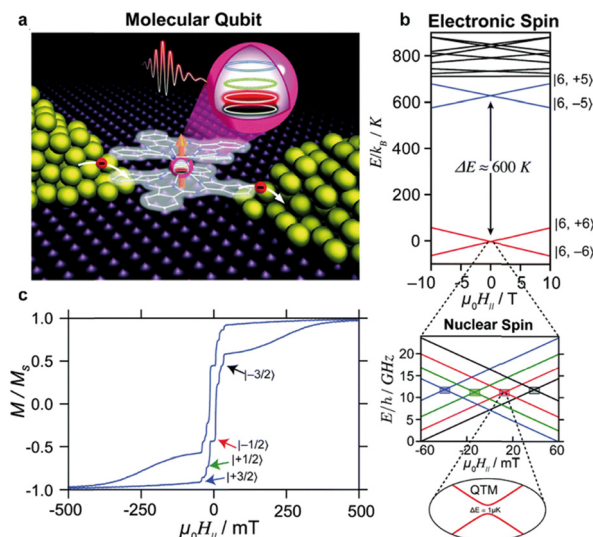 a
Molecular Qubit
b
Electronic Spin
E/k_B / K
800
600
400
200
0
|6, +5⟩
|6, −5⟩
ΔE ≈ 600 K
|6, +6⟩
|6, −6⟩
−10
−5
0
5
10
μ₀H// / T
c
M / Mₛ
1.0
0.5
0.0
-0.5
-1.0
|−3/2⟩
|−1/2⟩
|+1/2⟩
|+3/2⟩
-500
-250
0
250
500
μ₀H// / mT
Nuclear Spin
E/h / GHz
20
15
10
5
0
-60
-20
20
60
μ₀H// / mT
QTM
ΔE = 1μK